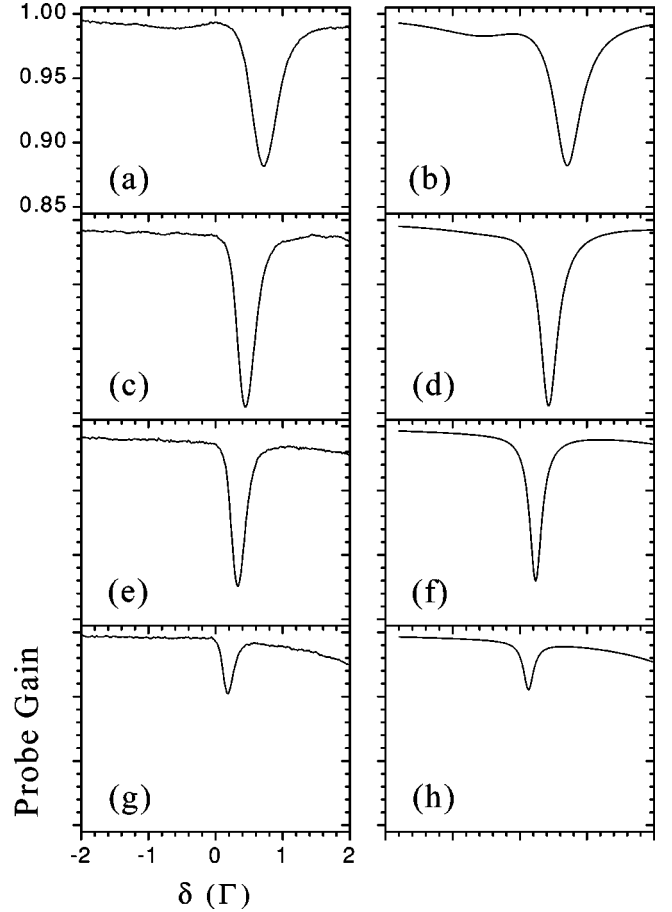 1.00
0.95
0.90
0.85
(a) (b)
(c) (d)
(e) (f)
(g) (h)
Probe Gain
-2 -1 0 1 2
δ (Γ)